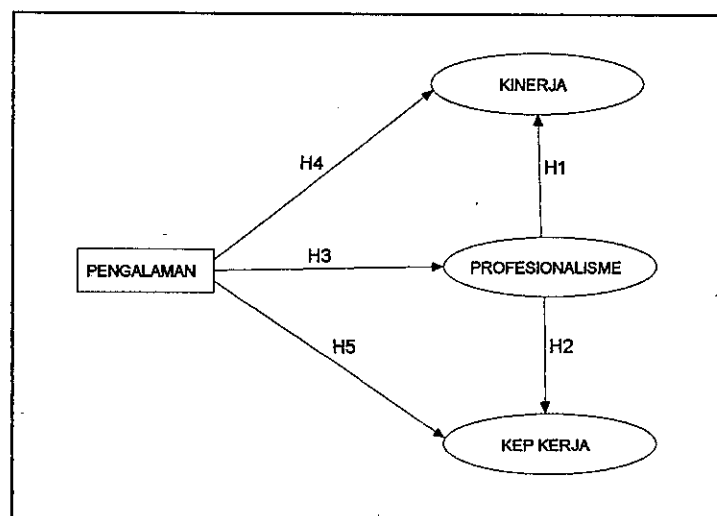 KINERJA
H4
H1
PENGALAMAN
H3
PROFESIONALISME
H5
H2
KEP KERJA